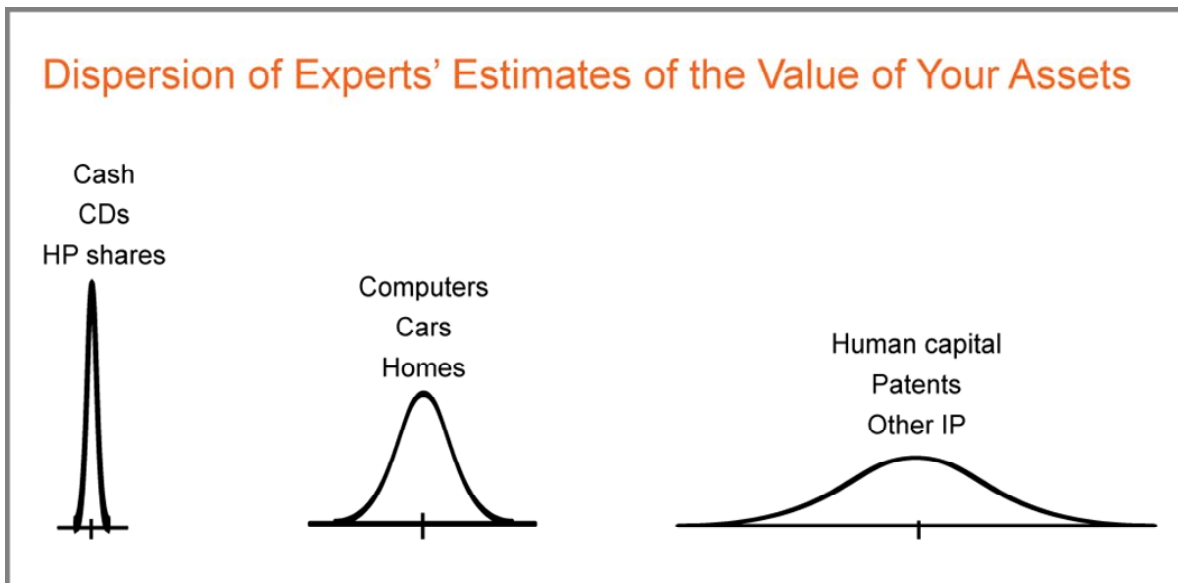 Dispersion of Experts' Estimates of the Value of Your Assets
Cash
CDs
HP shares
Computers
Cars
Homes
Human capital
Patents
Other IP